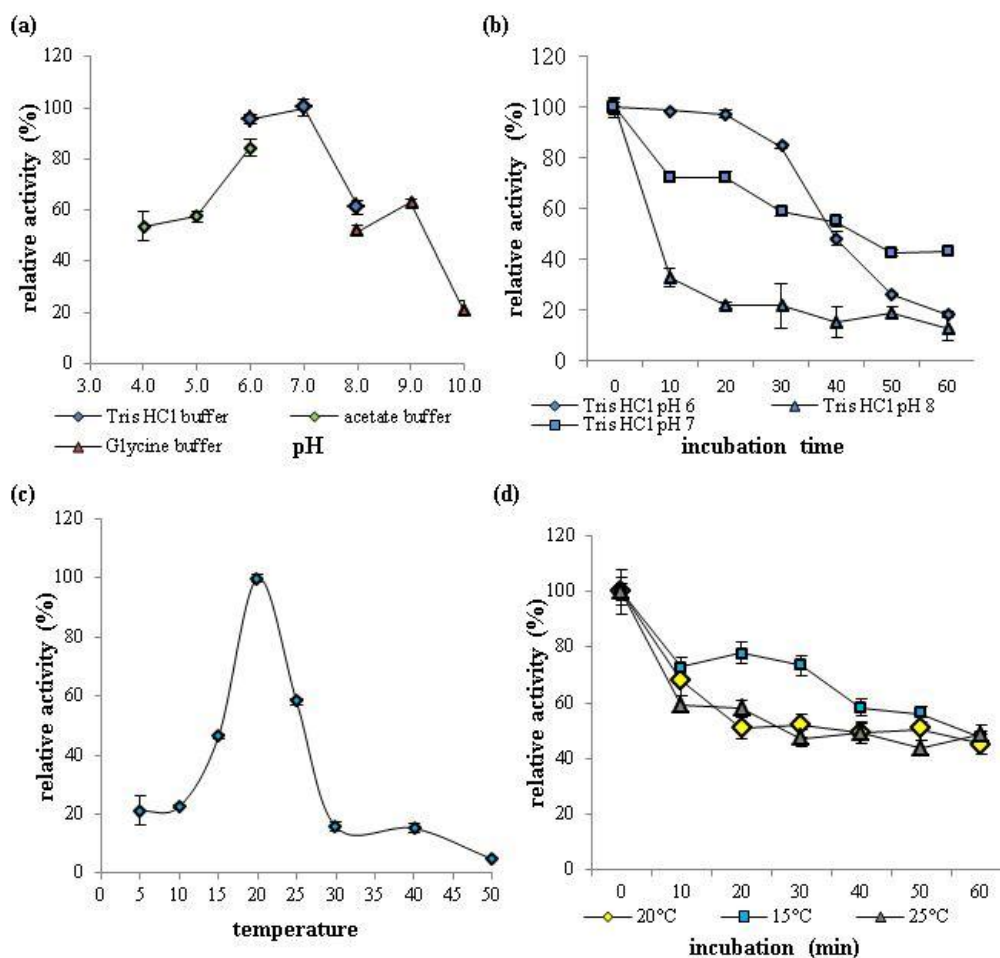 (a)
120
100
80
60
40
20
0
relative activity (%)
3.0 4.0 5.0 6.0 7.0 8.0 9.0 10.0
Tris HCl buffer
acetate buffer
Glycine buffer
pH
(b)
120
100
80
60
40
20
0
relative activity (%)
0 10 20 30 40 50 60
Tris HCl pH 6
Tris HCl pH 8
Tris HCl pH 7
incubation time
(c)
120
100
80
60
40
20
0
relative activity (%)
0 5 10 15 20 25 30 35 40 45 50
temperature
(d)
120
100
80
60
40
20
0
relative activity (%)
0 10 20 30 40 50 60
20°C
15°C
25°C
incubation (min)